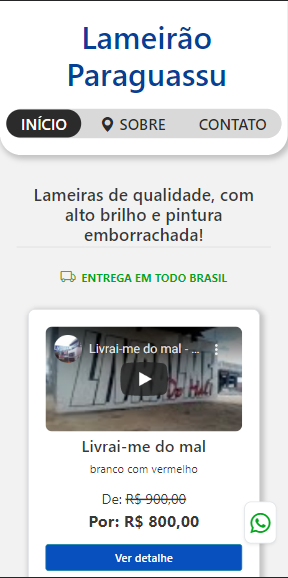 Lameirão
Paraguassu
INÍCIO SOBRE CONTATO
Lameiras de qualidade, com
alto brilho e pintura
emborrachada!
ENTREGA EM TODO BRASIL
Livrai-me do mal - ...
Livrai-me do mal
branco com vermelho
De: R$ 900,00
Por: R$ 800,00
Ver detalhe